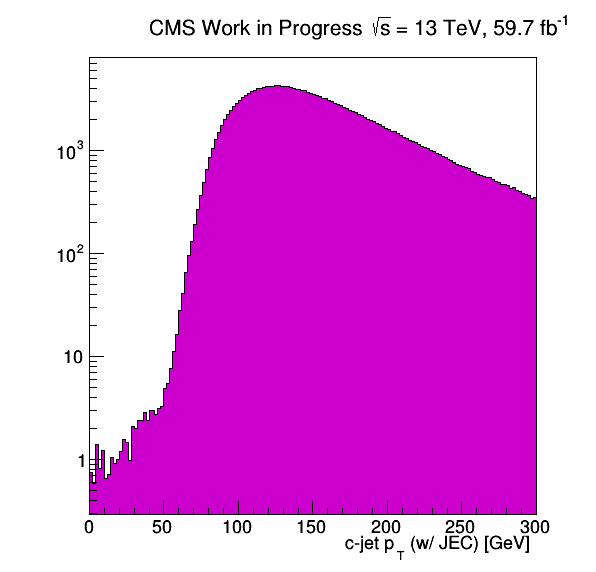 CMS Work in Progress √s = 13 TeV, 59.7 fb⁻¹
10³
10²
10
1
0 50 100 150 200 250 300
c-jet p_T (w/ JEC) [GeV]